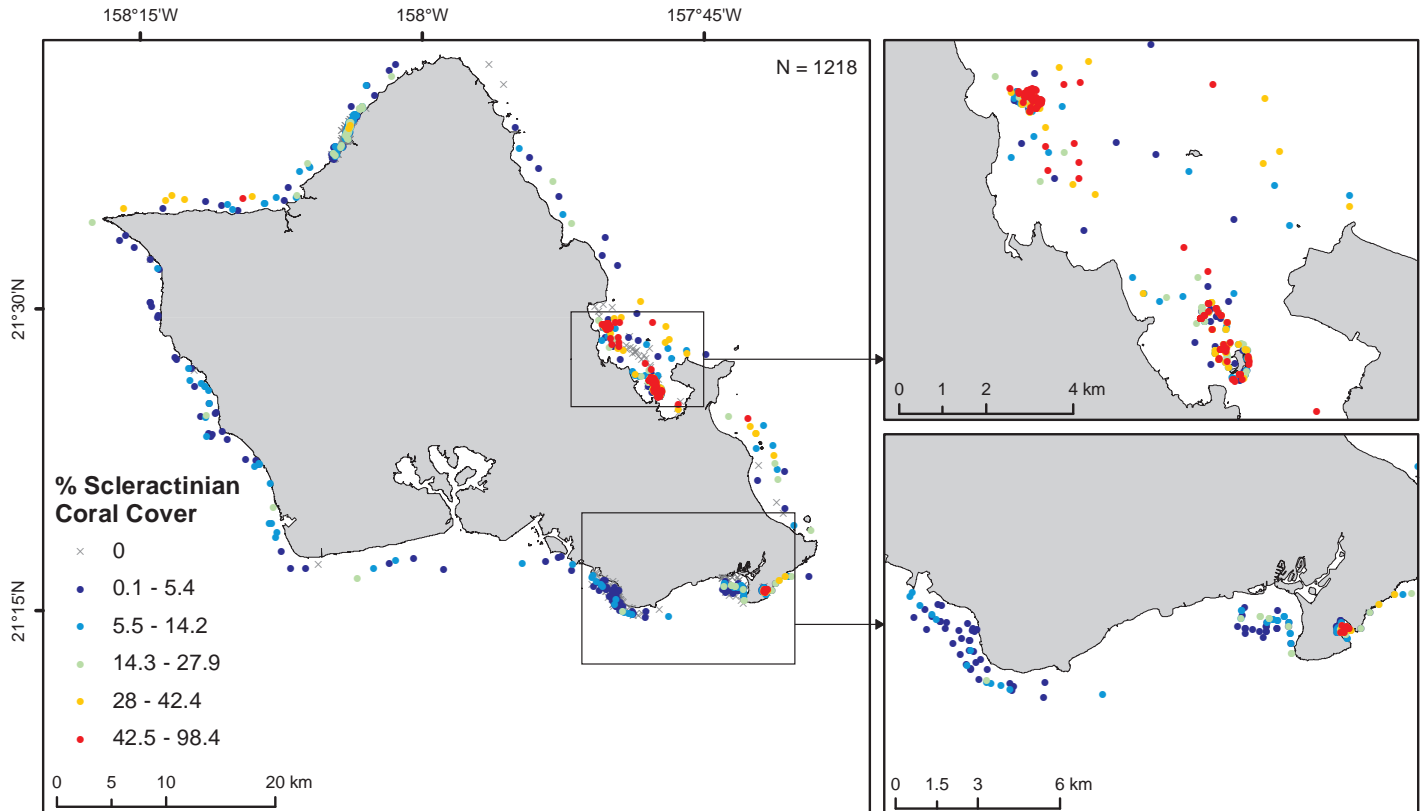 158°15'W 158°W 157°45'W
N = 1218
21°30'N
21°15'N
% Scleractinian
Coral Cover
0
0.1 - 5.4
5.5 - 14.2
14.3 - 27.9
28 - 42.4
42.5 - 98.4
0 5 10 20 km
0 1 2 4 km
0 1.5 3 6 km